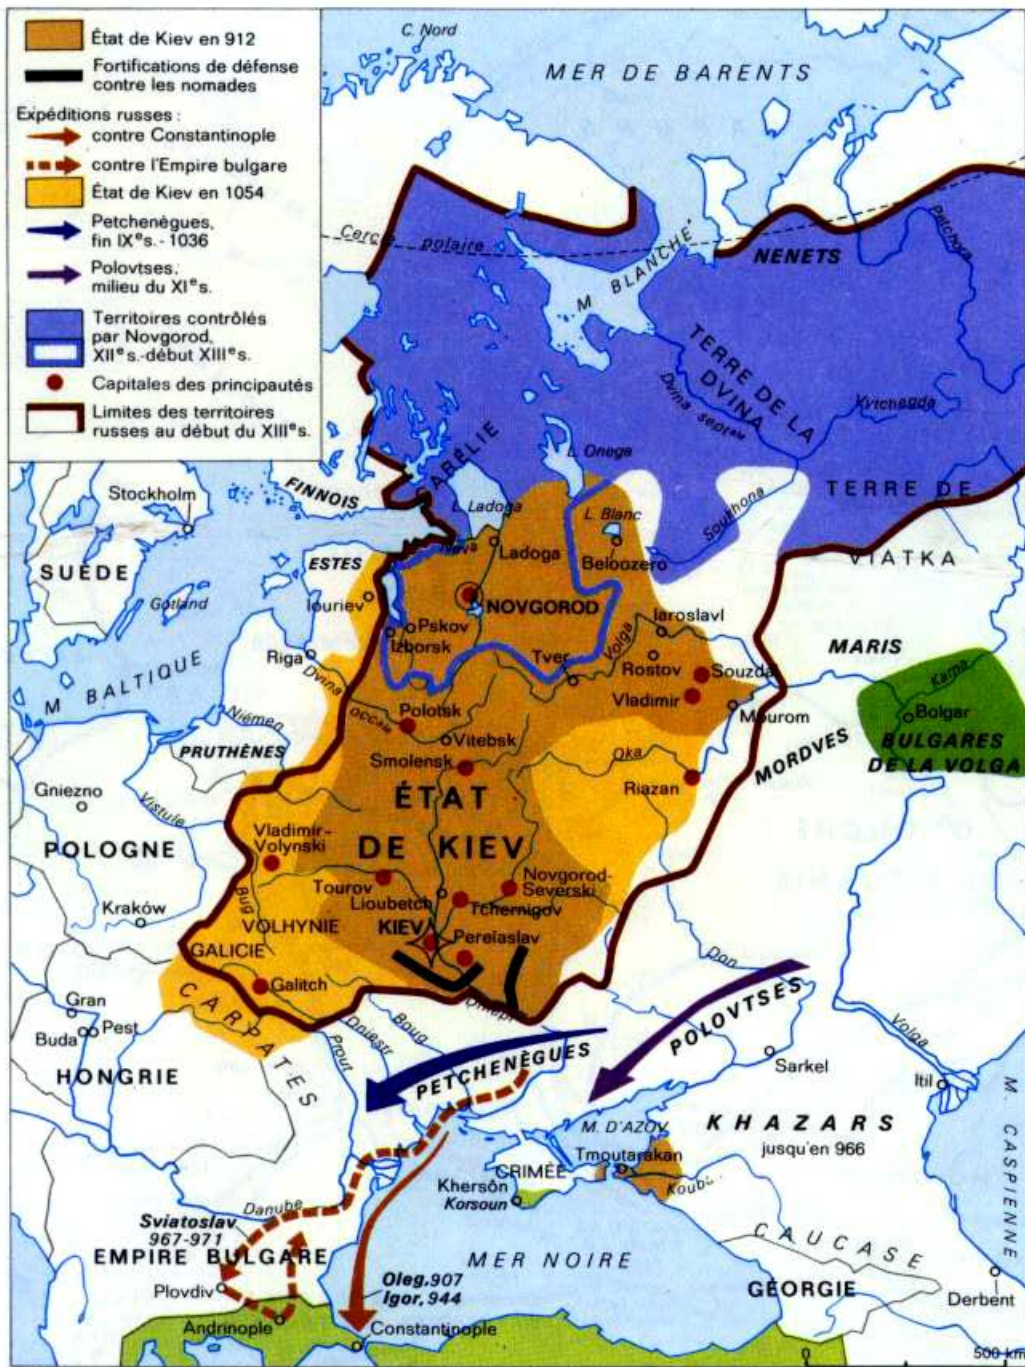 État de Kiev en 912
Fortifications de défense
contre les nomades
Expéditions russes :
contre Constantinople
contre l'Empire bulgare
État de Kiev en 1054
Petchenègues,
fin IXe s. - 1036
Polovtses,
milieu du XIe s.
Territoires contrôlés
par Novgorod,
XIIe s.-début XIIIe s.
Capitales des principautés
Limites des territoires
russes au début du XIIIe s.
C. Nord
MER DE BARENTS
Cercle polaire
M BLANCHE
NENETS
Petchora
TERRE DE LA
DVINA
Dvina septale
Vytchegda
CARÉLIE
L. Onega
FINNOIS
L. Ladoga
Stockholm
L. Blanc
Soukhona
TERRE DE
VIATKA
Neva
Ladoga
Beloozero
SUÈDE
ESTES
Gotland
Iouriev
NOVGOROD
Pskov
Izborsk
Iaroslavl
MARIS
Riga
Dvina
occale
Tver
Volga
Rostov
Souzdal
Kama
M BALTIQUE
Vladimir
Niémen
Polotsk
Mourom
Bolgar
Vitebsk
BULGARES
DE LA VOLGA
PRUTHÈNES
Smolensk
Oka
MORDVES
Gniezno
Riazan
Vistule
ÉTAT
DE KIEV
POLOGNE
Vladimir-
Volynski
Tourov
Novgorod-
Severski
Lioubetch
Tchernigov
Bug
Kraków
VOLHYNIE
KIEV
Pereïaslav
GALICIE
Don
Galitch
Dniepr
CARPATES
Gran
Buda
Pest
Prout
Dniestr
Boug
PETCHENÈGUES
POLOVTSES
Sarkel
Volga
Itil
HONGRIE
M. D'AZOV
KHAZARS
jusqu'en 966
M. CASPIENNE
Tmoutarakan
CRIMÉE
Khersôn
Korsoun
Danube
Sviatoslav
967-971
EMPIRE BULGARE
CAUCASE
MER NOIRE
Plovdiv
Oleg, 907
Igor, 944
GÉORGIE
Derbent
Andrinople
Constantinople
0 500 km